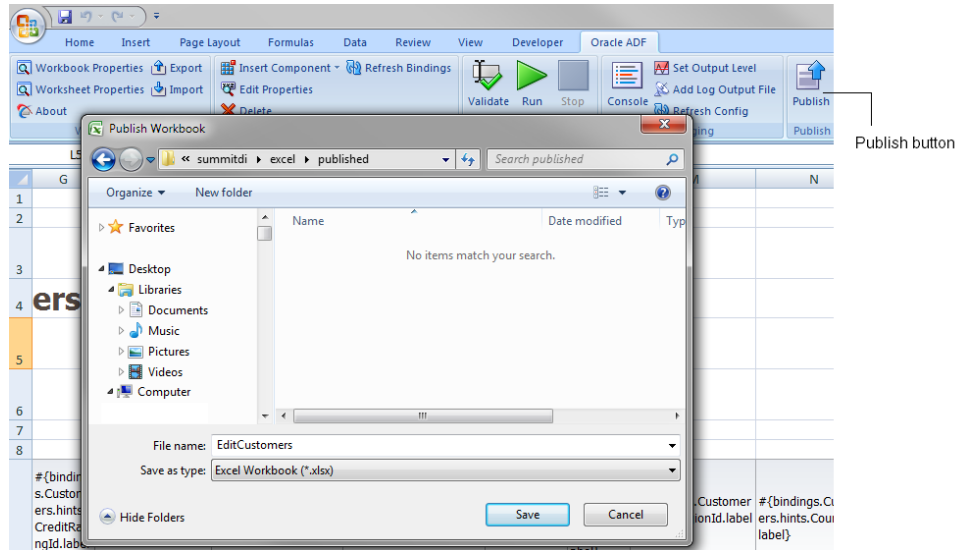 Home Insert Page Layout Formulas Data Review View Developer Oracle ADF
Workbook Properties Export Insert Component Refresh Bindings Set Output Level
Worksheet Properties Import Edit Properties Validate Run Stop Console Add Log Output File Publish
About Delete Refresh Config
Publish
Publish button
Publish Workbook
« summitdi excel published Search published
Organize New folder
G N
Name Date modified Typ
Favorites
No items match your search.
Desktop
Libraries
Documents
Music
Pictures
Videos
Computer
1
2
3
4 ers
5
6
7
8
File name: EditCustomers
Save as type: Excel Workbook (*.xlsx)
Hide Folders Save Cancel
#{bindin
s.Custor
ers.hints
CreditRa
ngId.labe
.Customer
ionId.label
#{bindings.Cu
ers.hints.Cour
label}